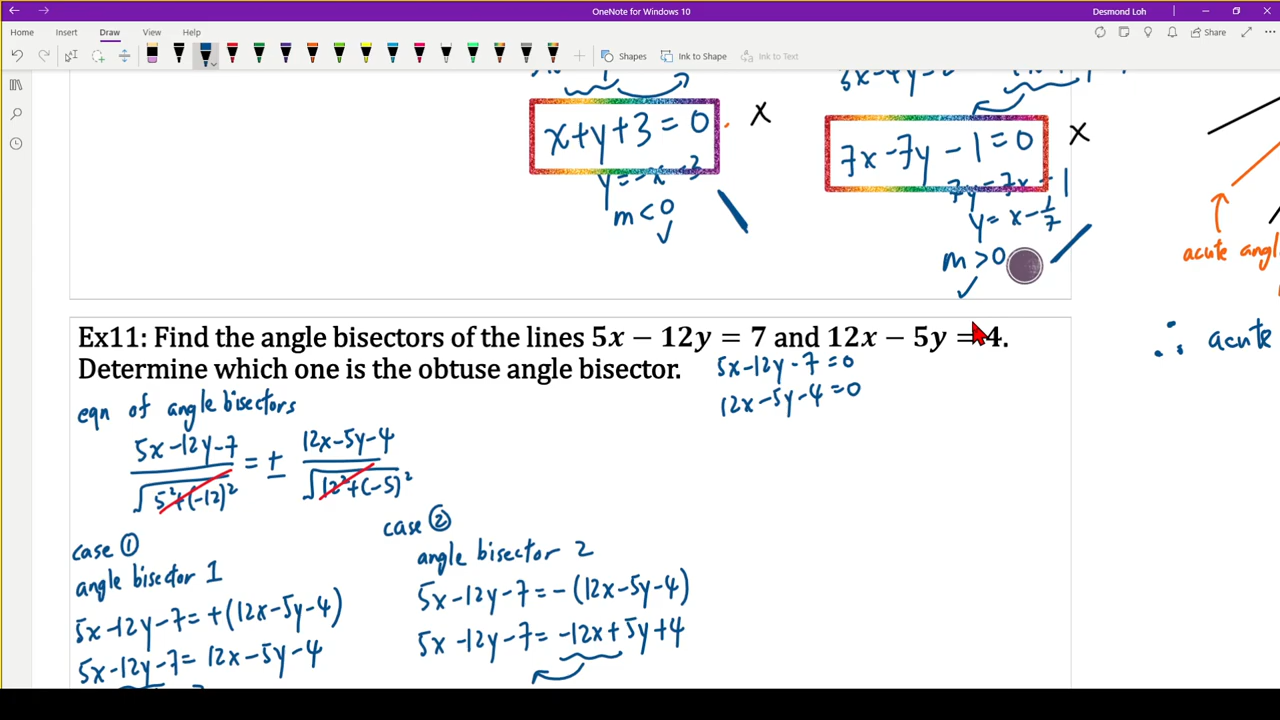 OneNote for Windows 10
Desmond Loh
Home Insert Draw View Help
Share
Shapes Ink to Shape Ink to Text
x+y+3=0 X
m<0
7x-7y-1=0 X
y= x-1/7
m>0
acute angl
∴ acute
Ex11: Find the angle bisectors of the lines 5x − 12y = 7 and 12x − 5y = 4.
Determine which one is the obtuse angle bisector.
5x-12y-7=0
12x-5y-4=0
eqn of angle bisectors
(5x-12y-7)/√(5²+(-12)²) = ± (12x-5y-4)/√(12²+(-5)²)
case ①
angle bisector 1
5x-12y-7=+(12x-5y-4)
5x-12y-7= 12x-5y-4
case ②
angle bisector 2
5x-12y-7=-(12x-5y-4)
5x-12y-7=-12x+5y+4